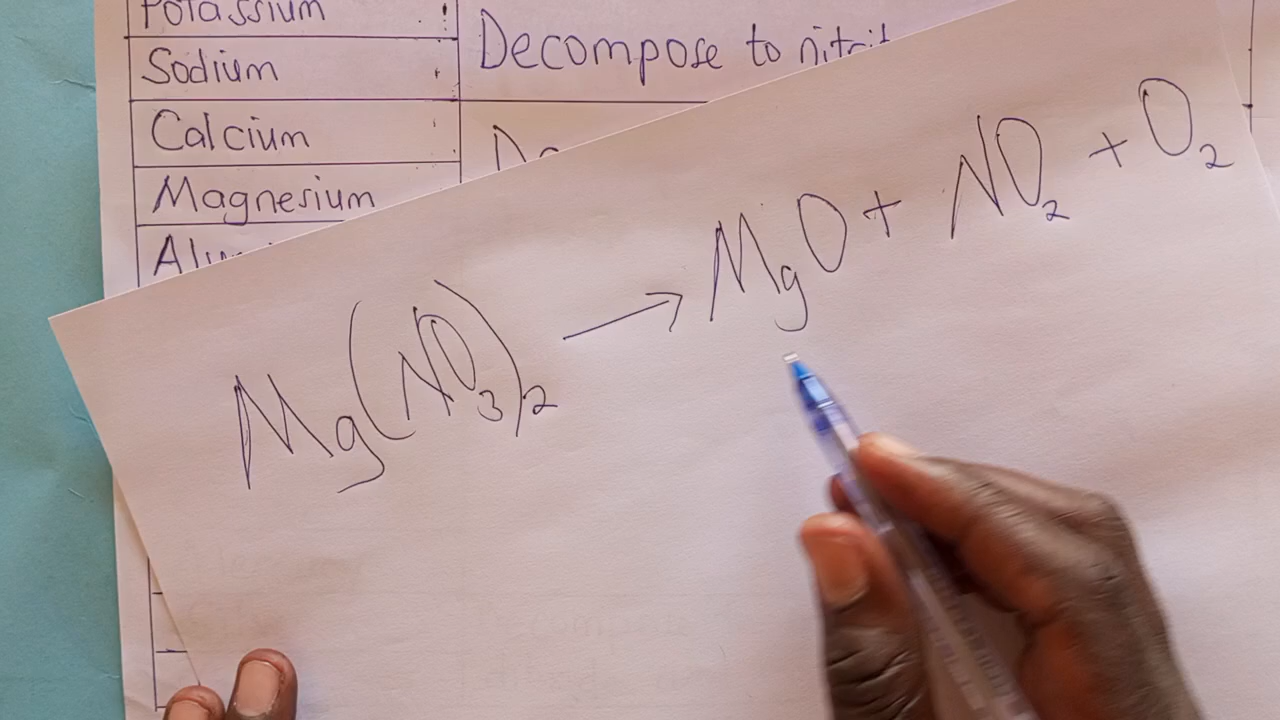 Potassium
Sodium
Decompose to
Calcium
Magnesium
Mg(NO₃)₂ → MgO + NO₂ + O₂